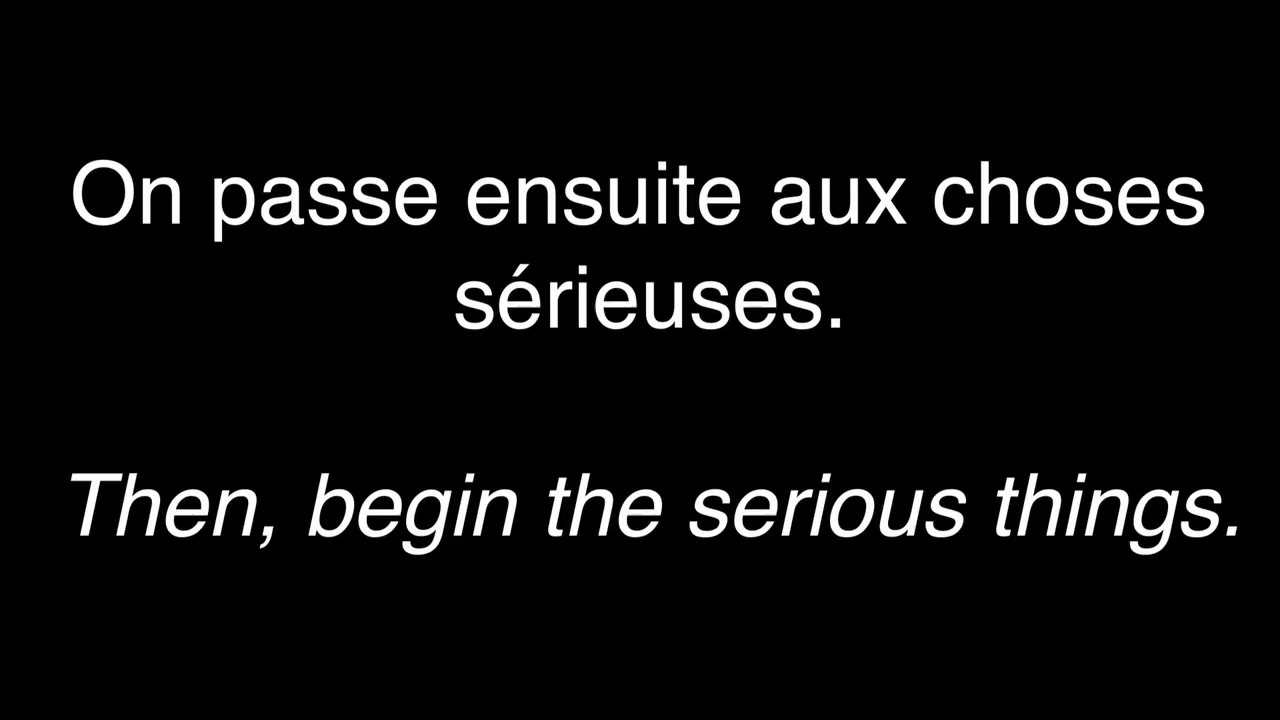 On passe ensuite aux choses
sérieuses.
Then, begin the serious things.